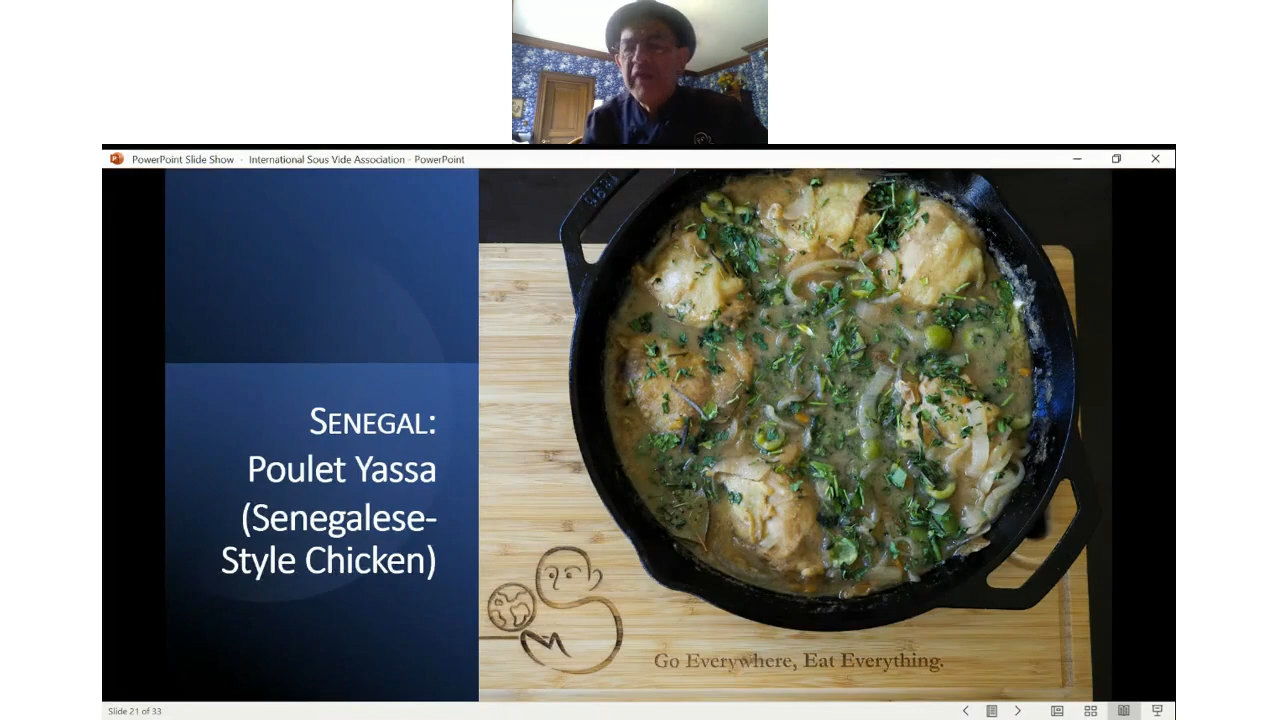 PowerPoint Slide Show - International Sous Vide Association - PowerPoint
SENEGAL:
Poulet Yassa
(Senegalese-
Style Chicken)
Go Everywhere, Eat Everything.
Slide 21 of 33